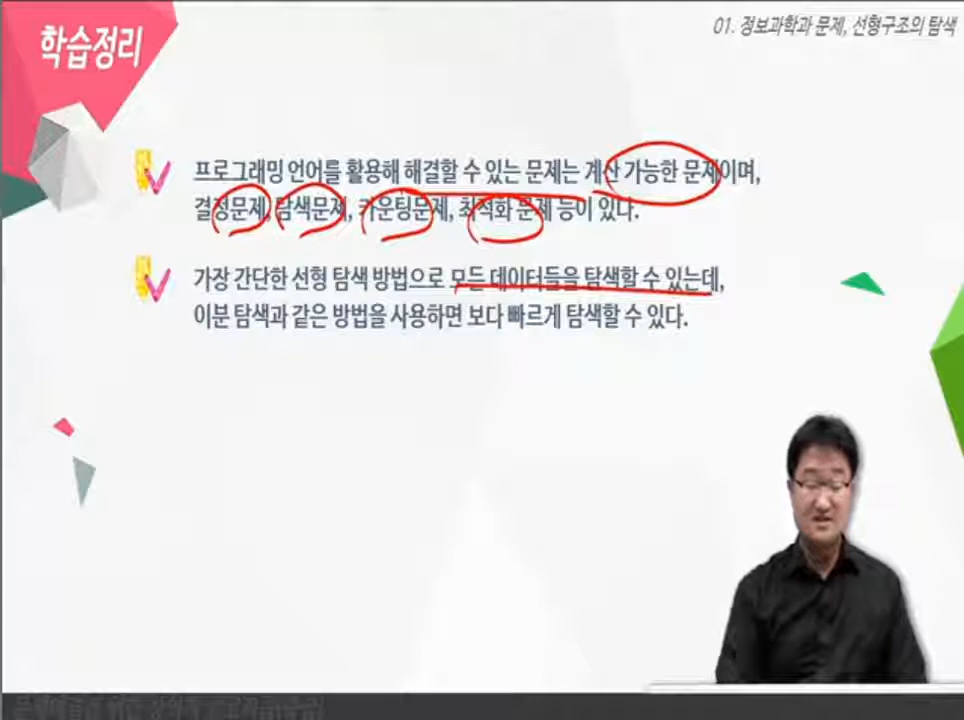 학습정리
01. 정보과학과 문제, 선형구조의 탐색
프로그래밍 언어를 활용해 해결할 수 있는 문제는 계산 가능한 문제이며,
결정문제, 탐색문제, 카운팅문제, 최적화 문제 등이 있다.
가장 간단한 선형 탐색 방법으로 모든 데이터들을 탐색할 수 있는데,
이분 탐색과 같은 방법을 사용하면 보다 빠르게 탐색할 수 있다.